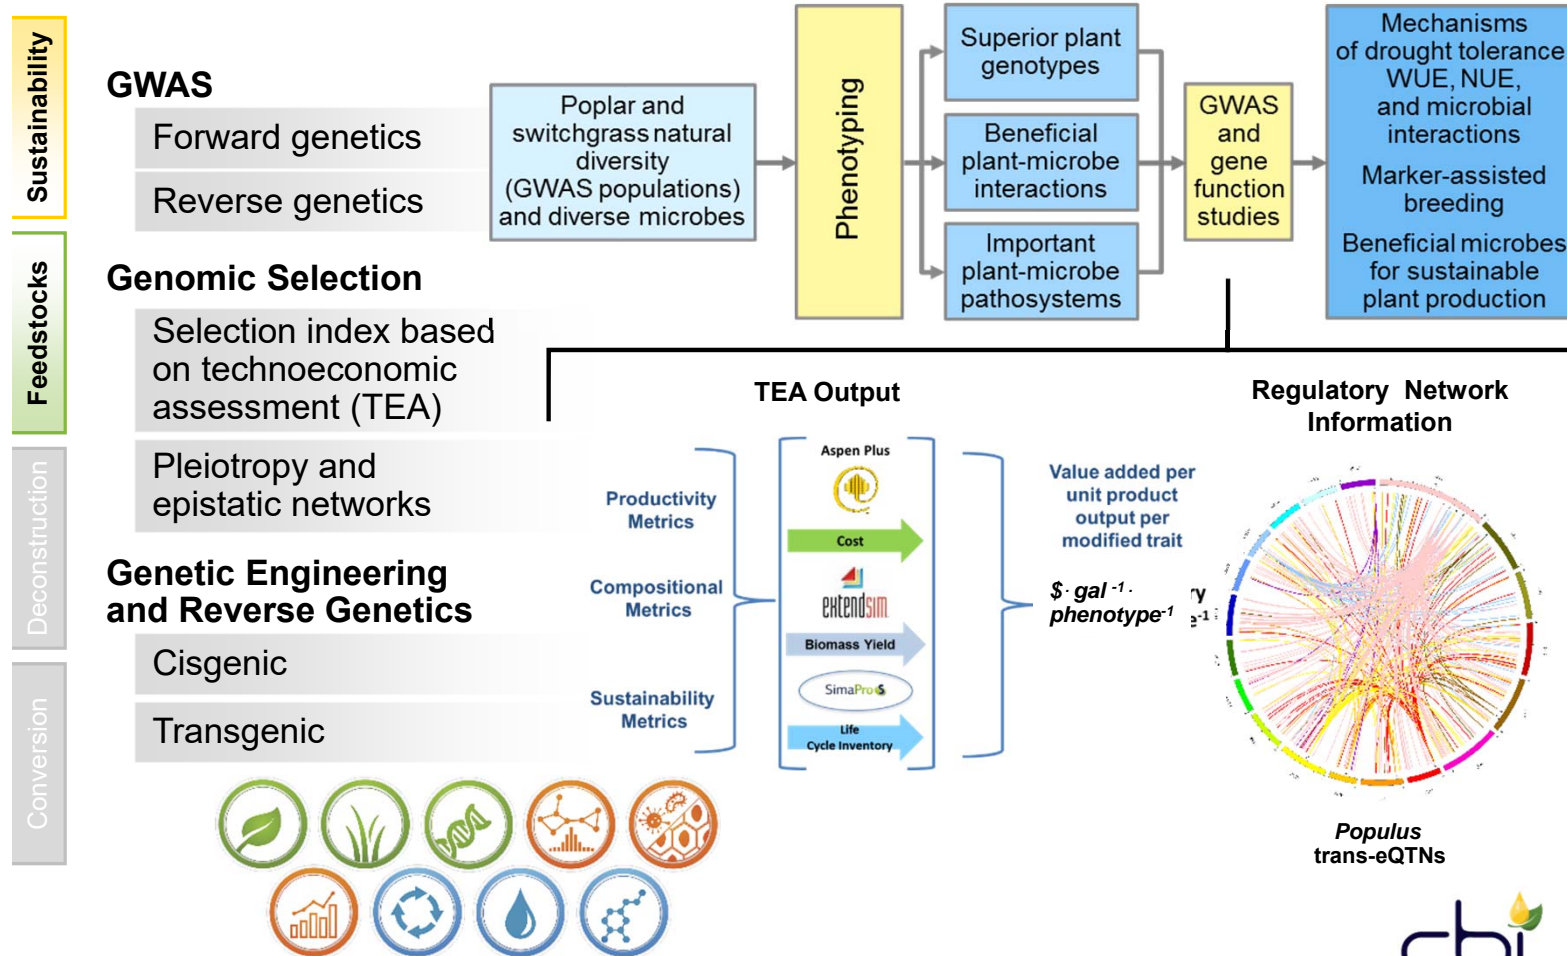 Sustainability
Feedstocks
Deconstruction
Conversion
GWAS
Forward genetics
Reverse genetics
Genomic Selection
Selection index based
on technoeconomic
assessment (TEA)
Pleiotropy and
epistatic networks
Genetic Engineering
and Reverse Genetics
Cisgenic
Transgenic
Poplar and
switchgrass natural
diversity
(GWAS populations)
and diverse microbes
Phenotyping
Superior plant
genotypes
Beneficial
plant-microbe
interactions
Important
plant-microbe
pathosystems
GWAS
and
gene
function
studies
Mechanisms
of drought tolerance
WUE, NUE,
and microbial
interactions
Marker-assisted
breeding
Beneficial microbes
for sustainable
plant production
TEA Output
Productivity
Metrics
Compositional
Metrics
Sustainability
Metrics
Aspen Plus
Cost
extendsim
Biomass Yield
SimaPro
Life
Cycle Inventory
Value added per
unit product
output per
modified trait
$· gal -1 ·
phenotype-1
Regulatory Network
Information
Populus
trans-eQTNs
cbi